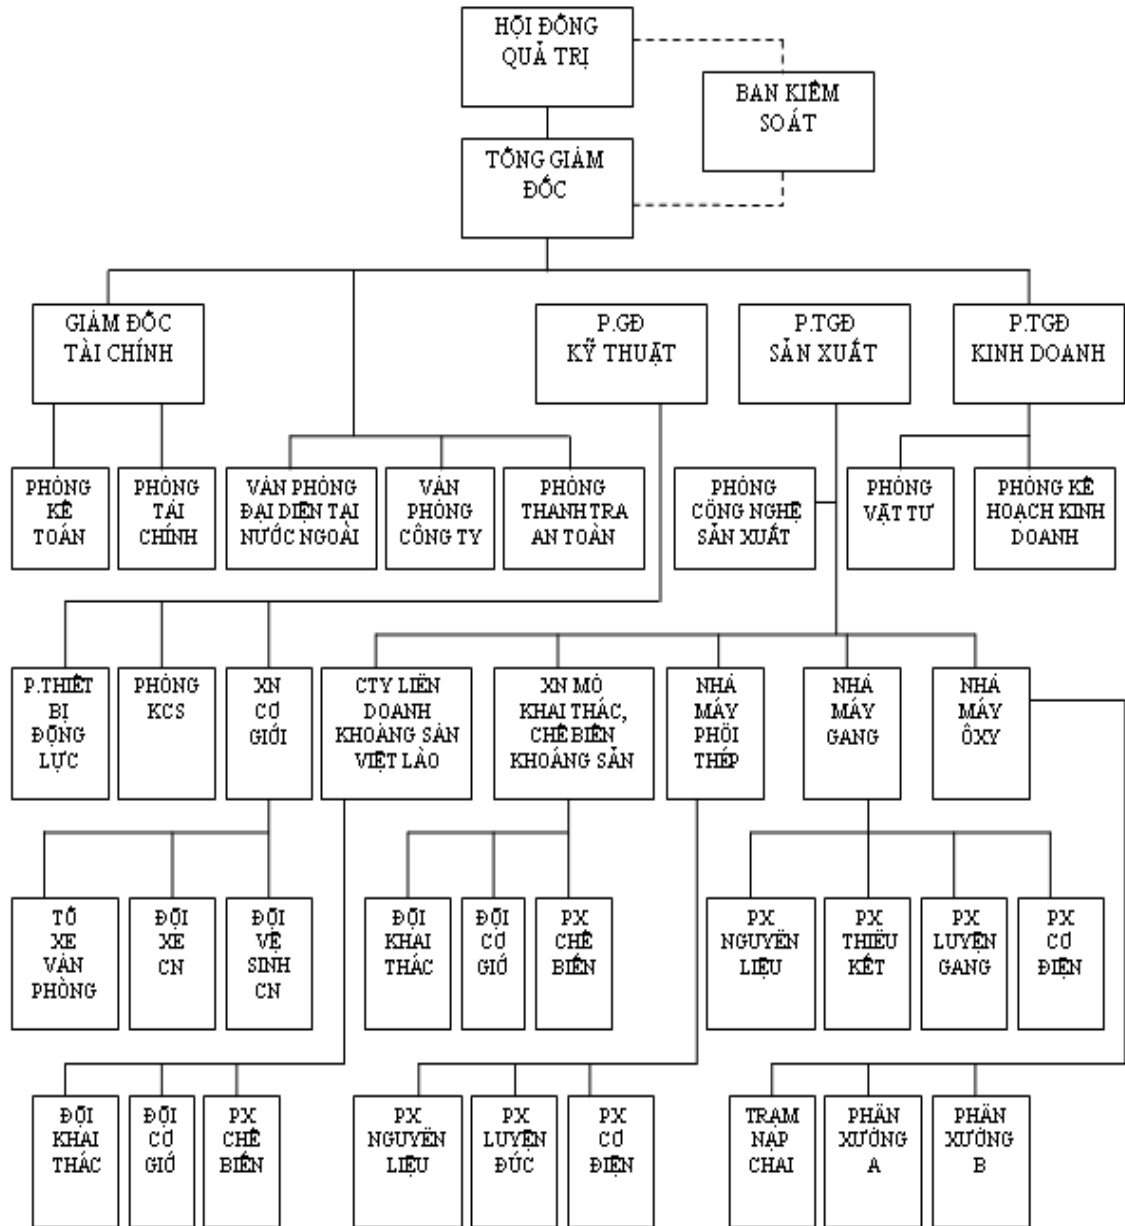 HỘI ĐỒNG
QUẢ TRỊ
BAN KIỂM
SOÁT
TỔNG GIÁM
ĐỐC
GIÁM ĐỐC
TÀI CHÍNH
P.GĐ
KỸ THUẬT
P.TGĐ
SẢN XUẤT
P.TGĐ
KINH DOANH
PHÒNG
KẾ
TOÁN
PHÒNG
TÀI
CHÍNH
VĂN PHÒNG
ĐẠI DIỆN TẠI
NƯỚC NGOÀI
VĂN
PHÒNG
CÔNG TY
PHÒNG
THANH TRA
AN TOÀN
PHÒNG
CÔNG NGHỆ
SẢN XUẤT
PHÒNG
VẬT TƯ
PHÒNG KẾ
HOẠCH KINH
DOANH
P.THIẾT
BỊ
ĐỘNG
LỰC
PHÒNG
KCS
XN
CƠ
GIỚI
CTY LIÊN
DOANH
KHOÁNG SẢN
VIỆT LÀO
XN MỎ
KHAI THÁC,
CHẾ BIẾN
KHOÁNG SẢN
NHÀ
MÁY
PHÔI
THÉP
NHÀ
MÁY
GANG
NHÀ
MÁY
ÔXY
TỔ
XE
VĂN
PHÒNG
ĐỘI
XE
CN
ĐỘI
VỆ
SINH
CN
ĐỘI
KHAI
THÁC
ĐỘI
CƠ
GIỚ
PX
CHẾ
BIẾN
PX
NGUYÊN
LIỆU
PX
THIÊU
KẾT
PX
LUYỆN
GANG
PX
CƠ
ĐIỆN
ĐỘI
KHAI
THÁC
ĐỘI
CƠ
GIỚ
PX
CHẾ
BIẾN
PX
NGUYÊN
LIỆU
PX
LUYỆN
ĐÚC
PX
CƠ
ĐIỆN
TRẠM
NẠP
CHAI
PHÂN
XƯỞNG
A
PHÂN
XƯỞNG
B